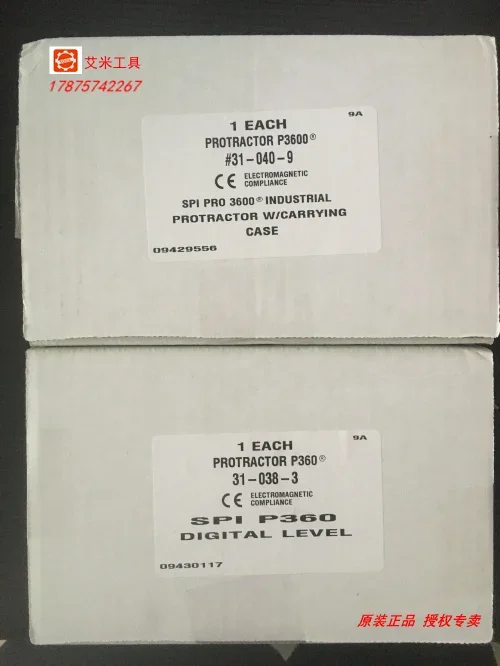 艾米工具
17875742267
9A
1 EACH
PROTRACTOR P3600®
#31-040-9
CE ELECTROMAGNETIC
COMPLIANCE
SPI PRO 3600® INDUSTRIAL
PROTRACTOR W/CARRYING
CASE
09429556
9A
1 EACH
PROTRACTOR P360®
31-038-3
CE ELECTROMAGNETIC
COMPLIANCE
SPI P360
DIGITAL LEVEL
09430117
原装正品 授权专卖